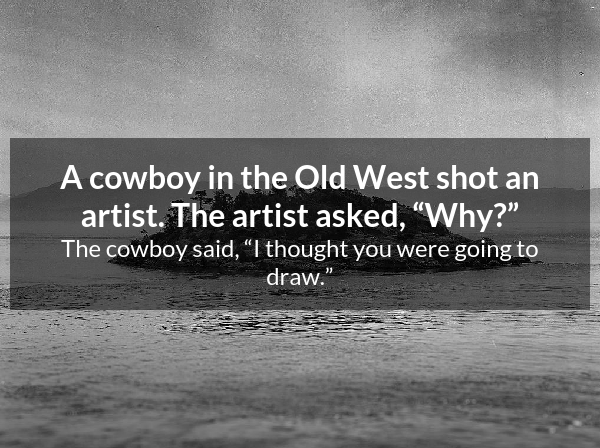 A cowboy in the Old West shot an
artist. The artist asked, “Why?”
The cowboy said, “I thought you were going to
draw.”